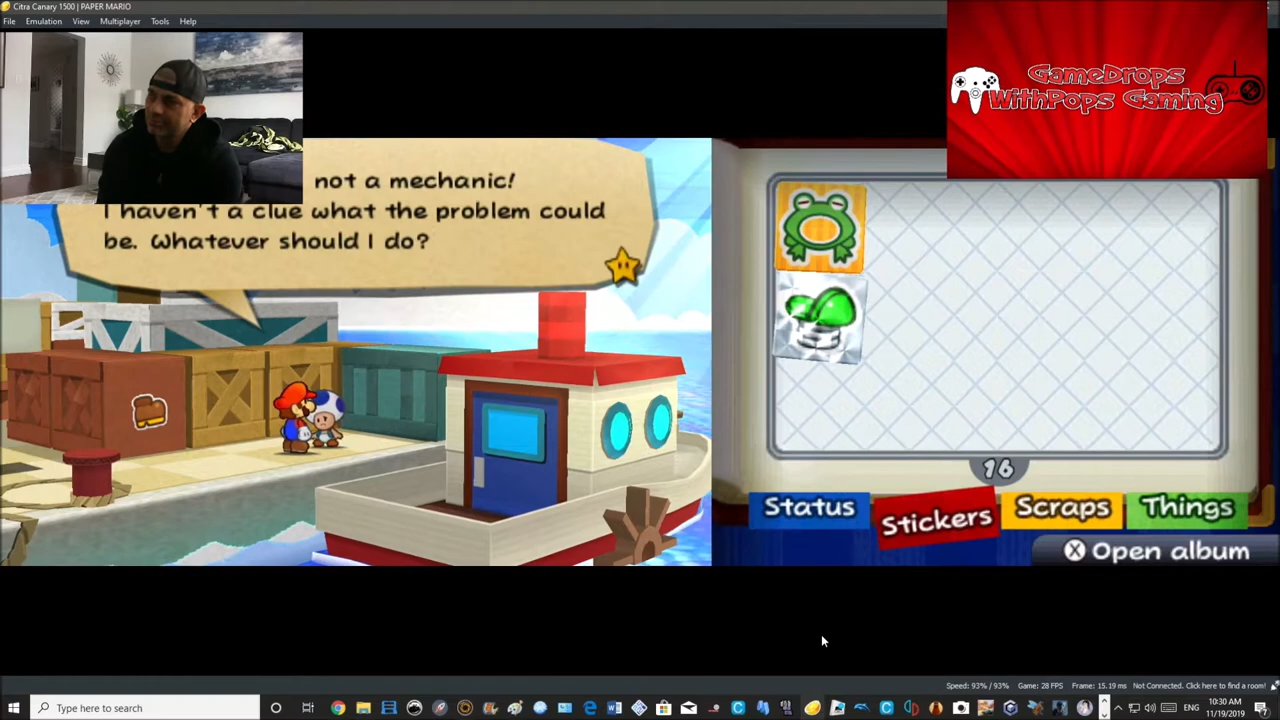 Citra Canary 1500 | PAPER MARIO
File Emulation View Multiplayer Tools Help
GameDrops
WithPops Gaming
not a mechanic!
I haven't a clue what the problem could
be. Whatever should I do?
16
Status Stickers Scraps Things
X Open album
Speed: 93% / 93% Game: 28 FPS Frame: 15.19 ms Not Connected. Click here to find a room!
Type here to search
ENG
10:30 AM
11/19/2019